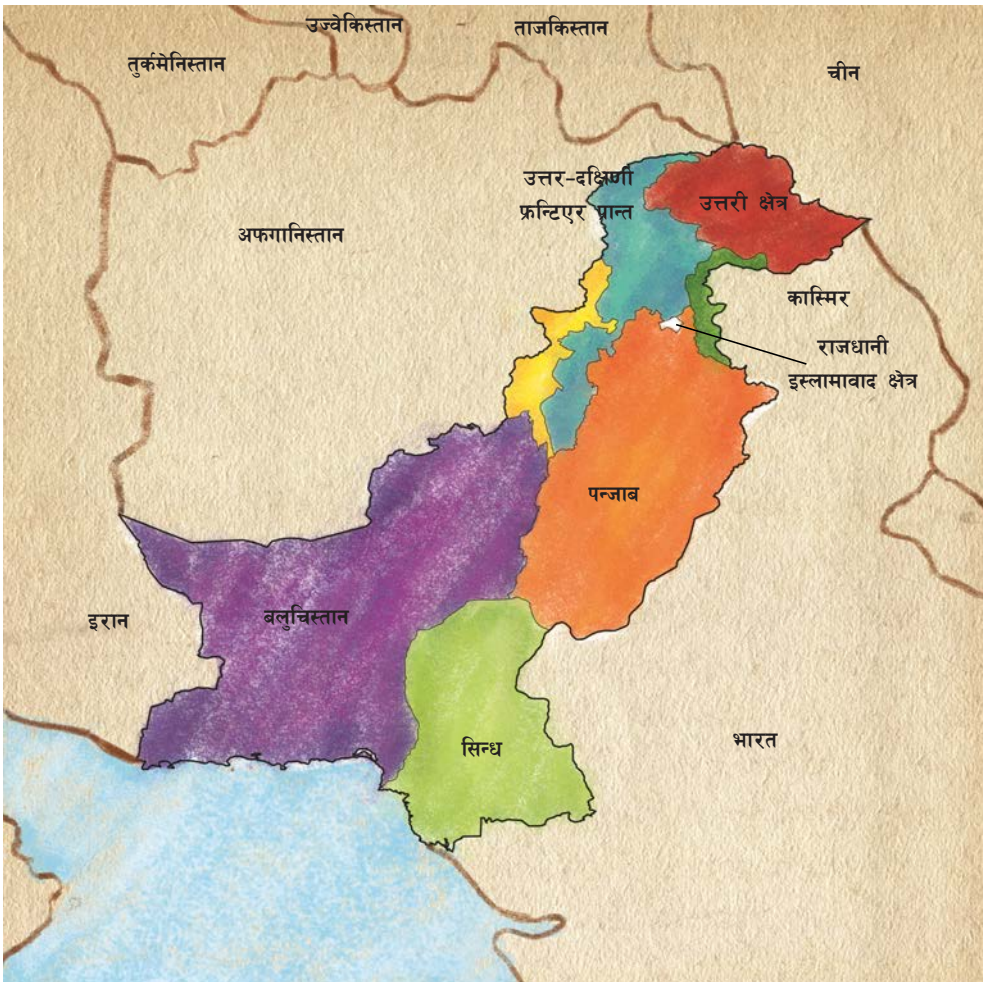 उज्वेकिस्तान
ताजकिस्तान
तुर्कमेनिस्तान
चीन
उत्तर-दक्षिणी
फ्रन्टिएर प्रान्त
उत्तरी क्षेत्र
अफगानिस्तान
कास्मिर
राजधानी
इस्लामावाद क्षेत्र
पन्जाब
इरान
बलुचिस्तान
सिन्ध
भारत